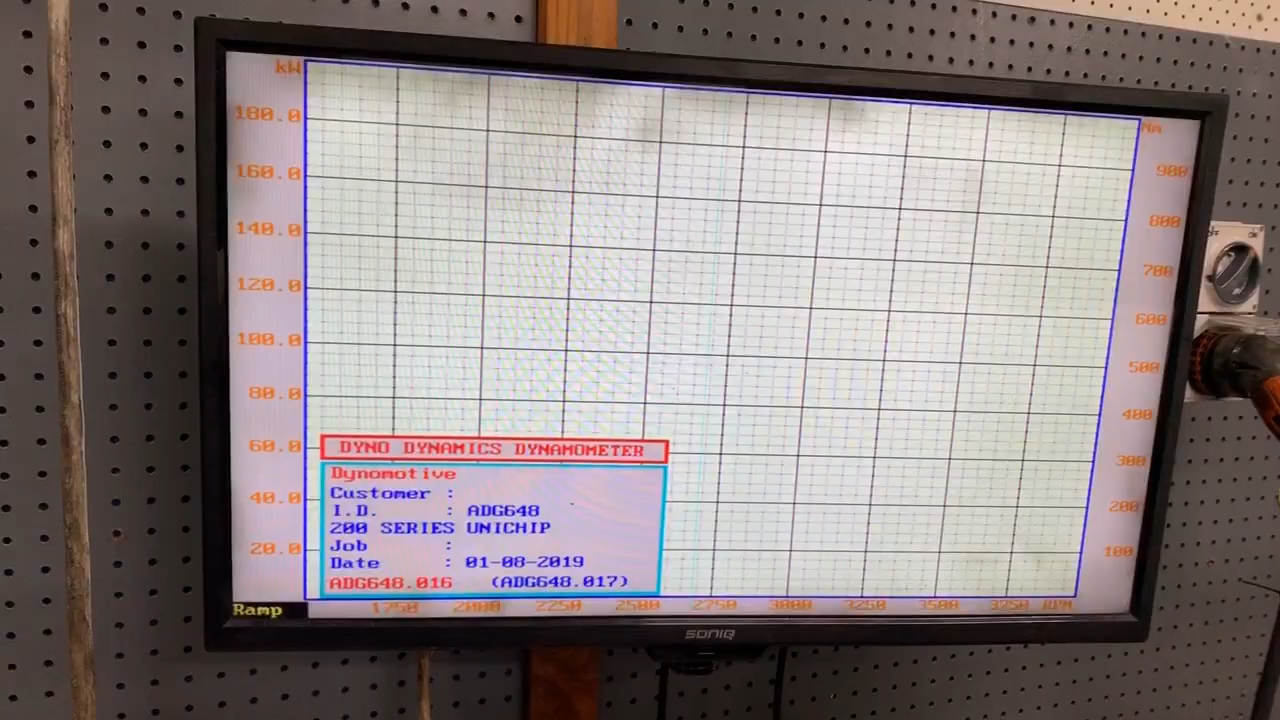 kW
180.0
160.0
140.0
120.0
100.0
80.0
60.0
40.0
20.0
Nm
900
800
700
600
500
400
300
200
100
DYNO DYNAMICS DYNAMOMETER
Dynomotive
Customer :
I.D. : ADG648
200 SERIES UNICHIP
Job :
Date : 01-08-2019
ADG648.016 (ADG648.017)
Ramp
1750 2000 2250 2500 2750 3000 3250 3500 RPM
SONIQ
ON